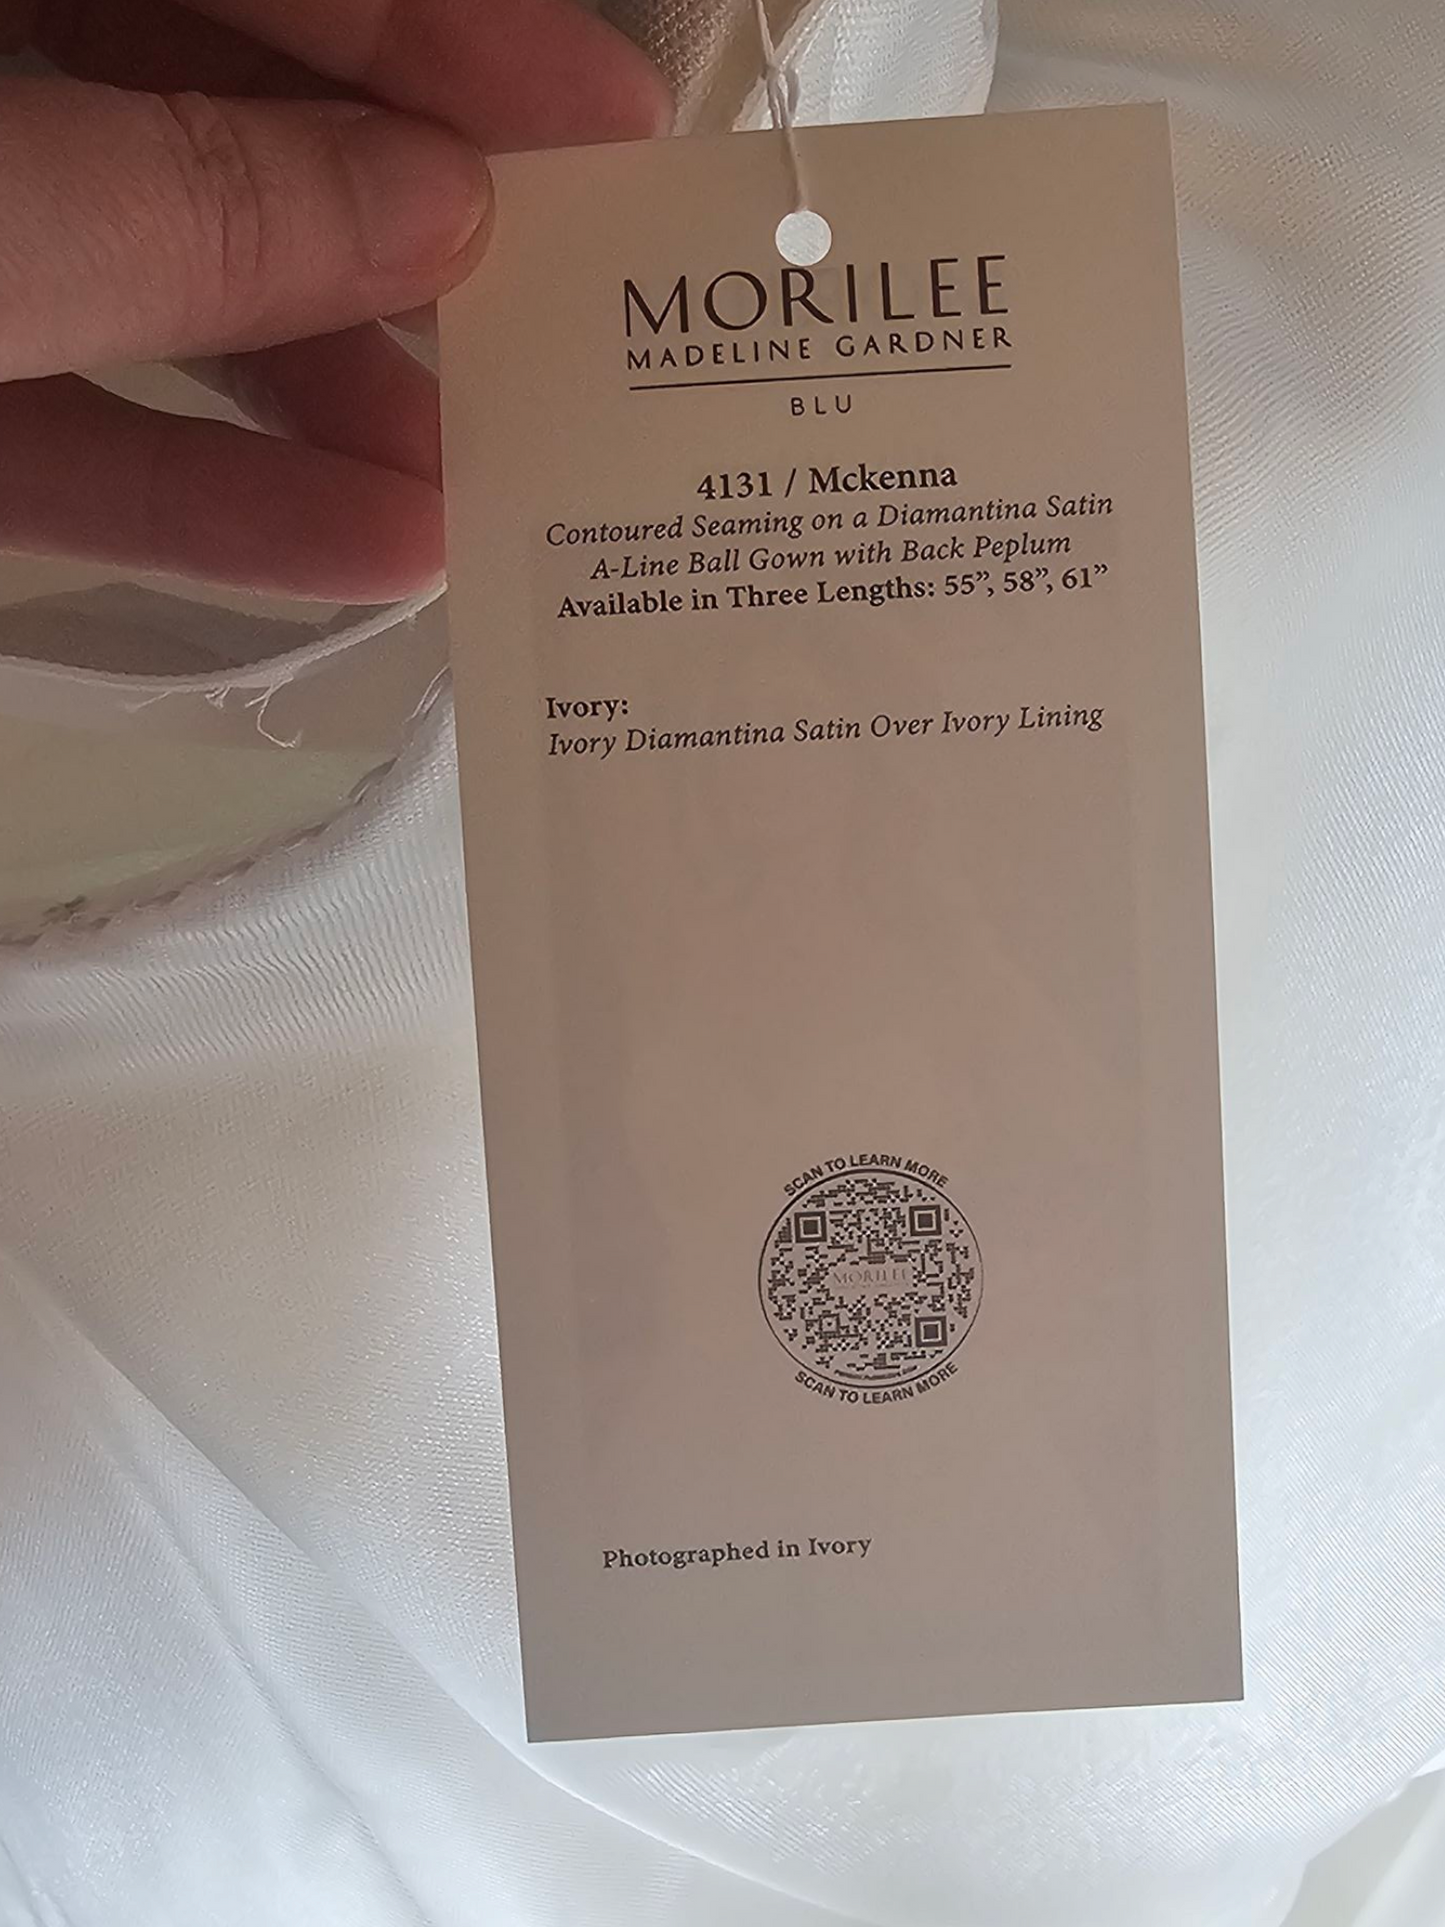 MORILEE
MADELINE GARDNER
BLU
4131 / Mckenna
Contoured Seaming on a Diamantina Satin
A-Line Ball Gown with Back Peplum
Available in Three Lengths: 55”, 58”, 61”
Ivory:
Ivory Diamantina Satin Over Ivory Lining
SCAN TO LEARN MORE
MORILEE
SCAN TO LEARN MORE
Photographed in Ivory